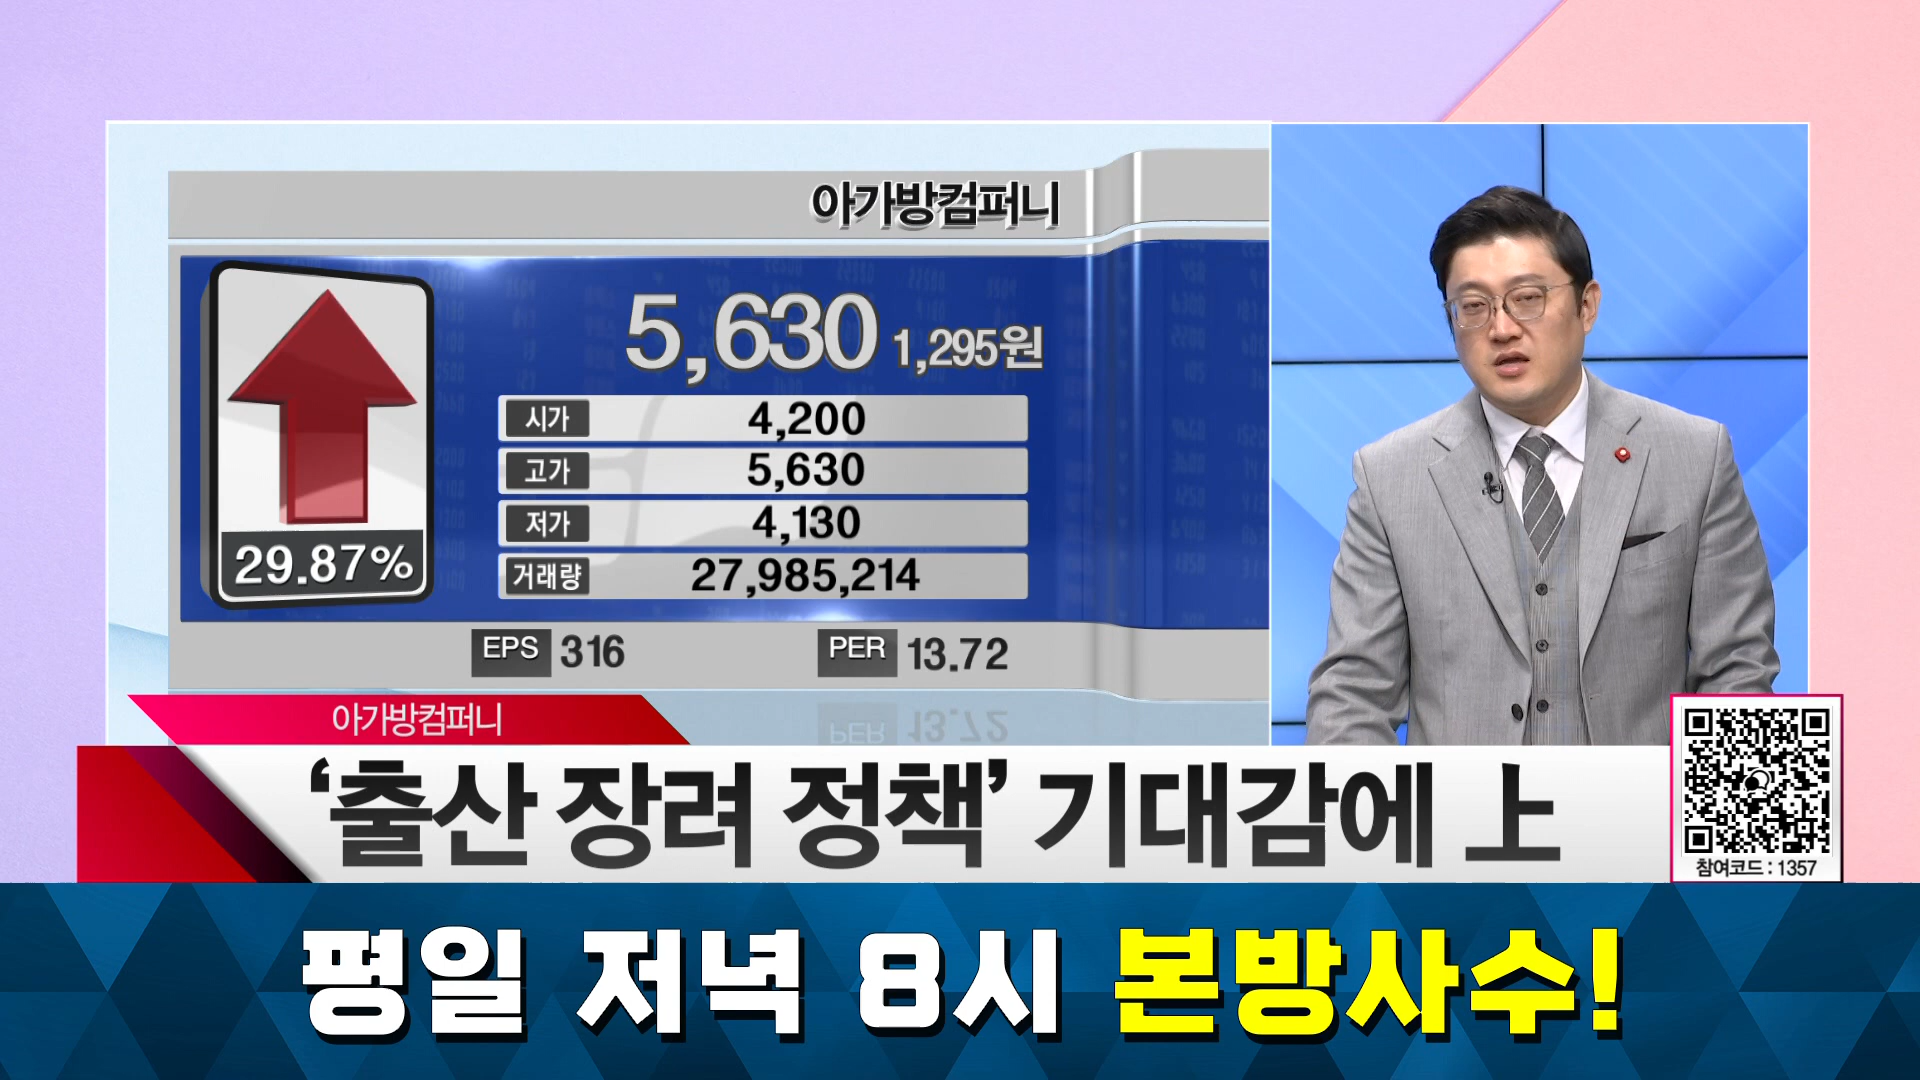 아가방컴퍼니
5,630 1,295원
시가 4,200
고가 5,630
저가 4,130
거래량 27,985,214
29.87%
EPS 316 PER 13.72
아가방컴퍼니
‘출산 장려 정책’ 기대감에 上
참여코드 : 1357
평일 저녁 8시 본방사수!